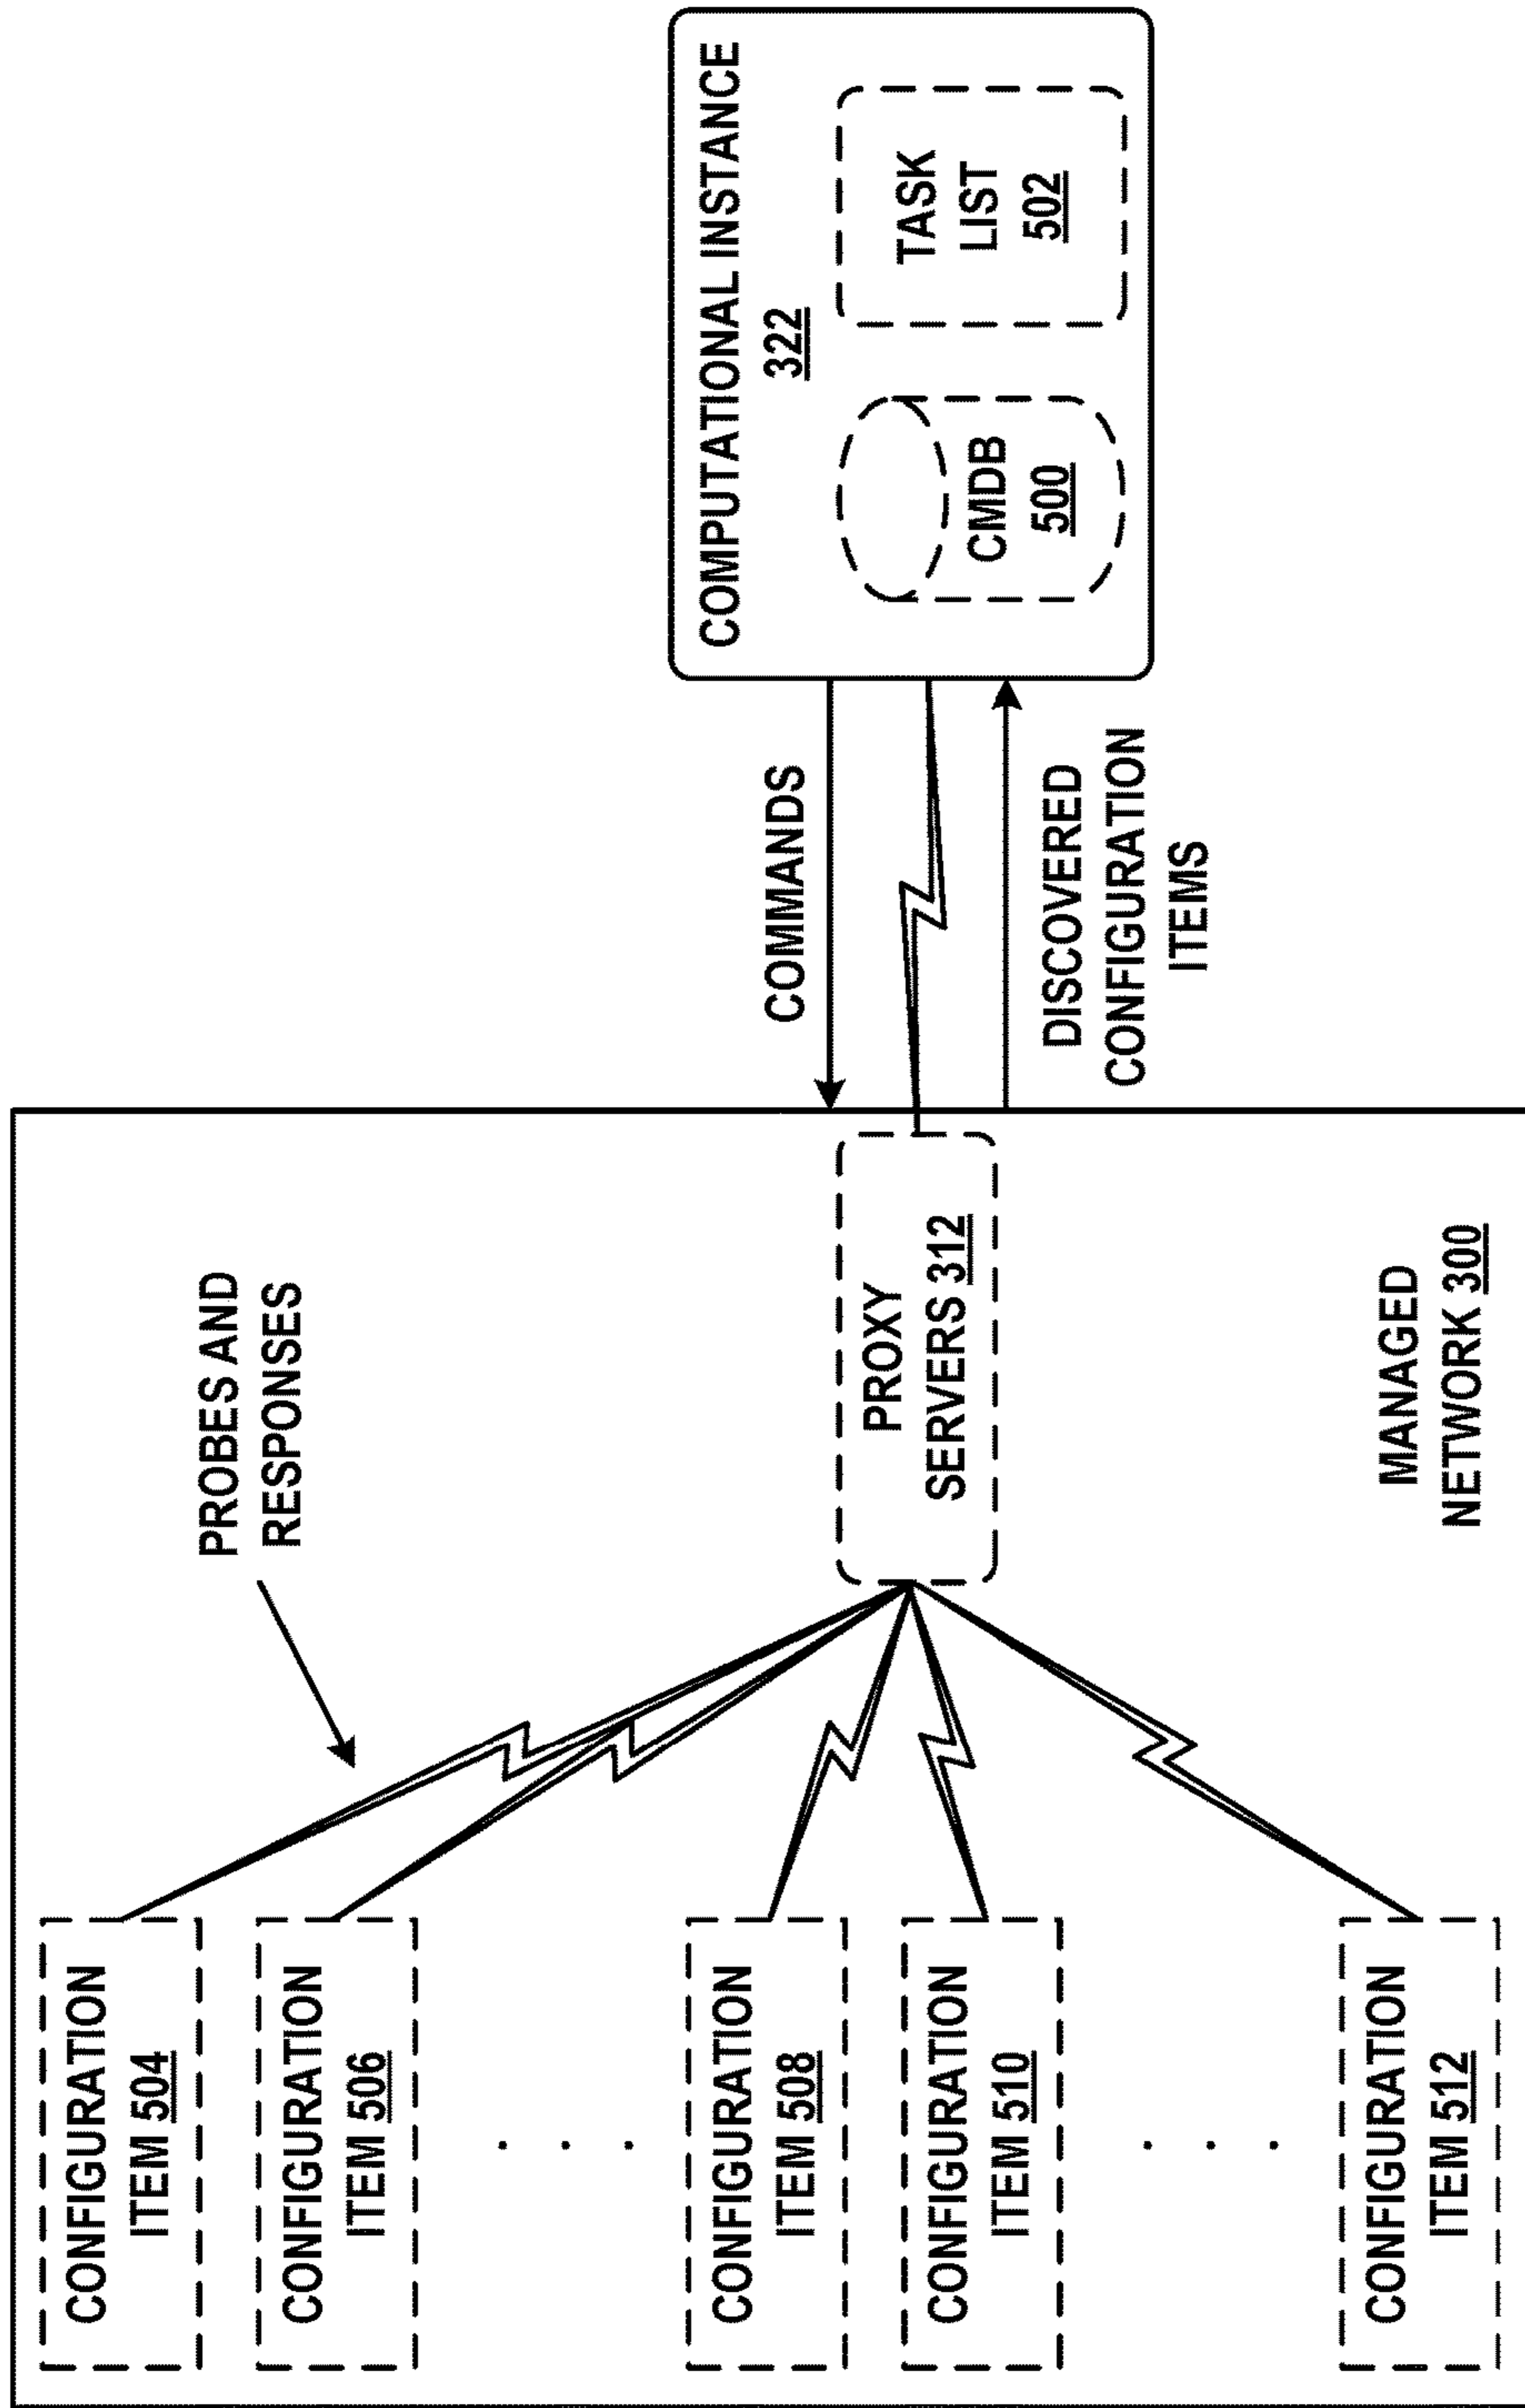 CONFIGURATION
ITEM 504
CONFIGURATION
ITEM 506
. . .
CONFIGURATION
ITEM 508
CONFIGURATION
ITEM 510
. . .
CONFIGURATION
ITEM 512
PROBES AND
RESPONSES
PROXY
SERVERS 312
MANAGED
NETWORK 300
COMMANDS
DISCOVERED
CONFIGURATION
ITEMS
COMPUTATIONAL INSTANCE
322
CMDB
500
TASK
LIST
502